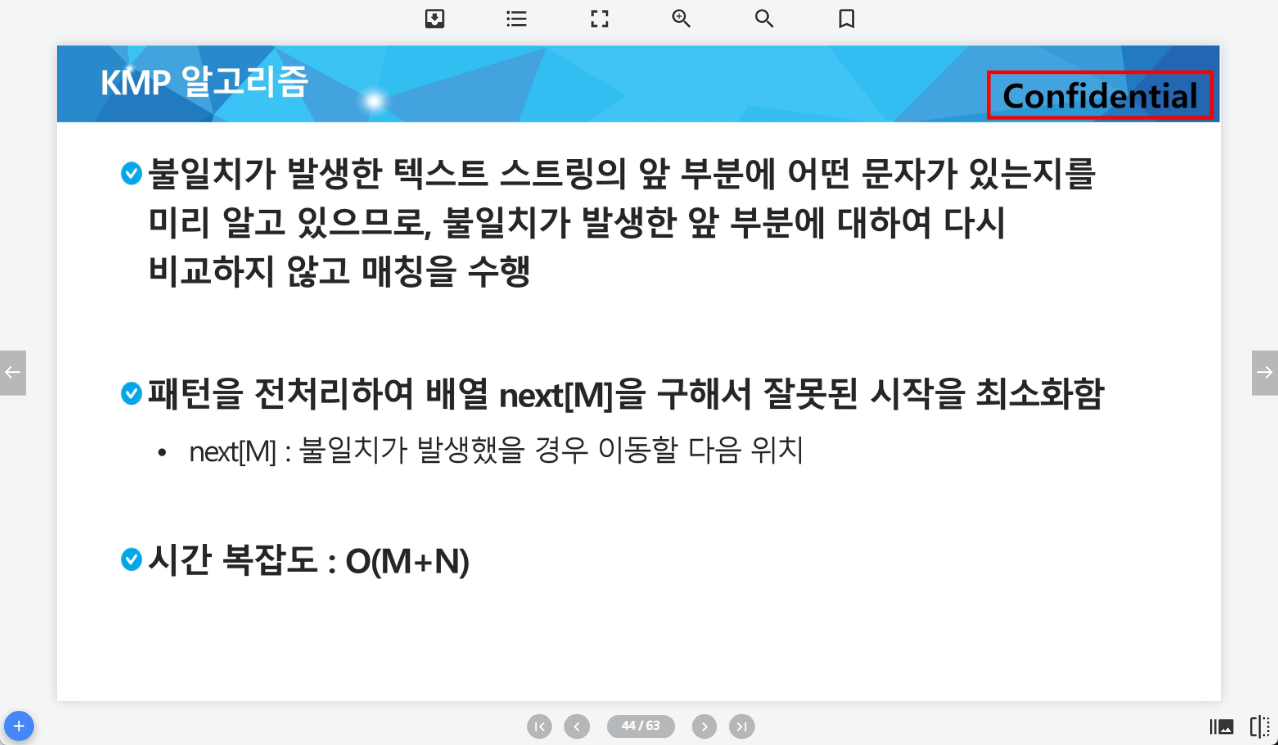 KMP 알고리즘
Confidential
불일치가 발생한 텍스트 스트링의 앞 부분에 어떤 문자가 있는지를
미리 알고 있으므로, 불일치가 발생한 앞 부분에 대하여 다시
비교하지 않고 매칭을 수행
패턴을 전처리하여 배열 next[M]을 구해서 잘못된 시작을 최소화함
• next[M] : 불일치가 발생했을 경우 이동할 다음 위치
시간 복잡도 : O(M+N)
44 / 63